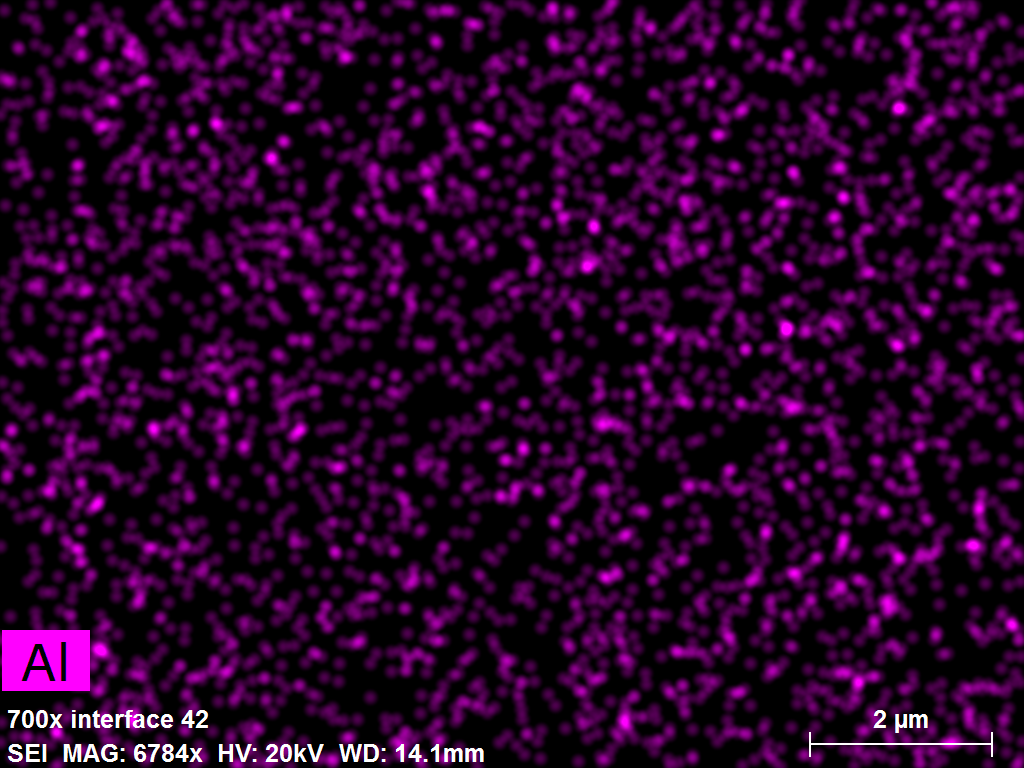 Al
700x interface 42
2 µm
SEI MAG: 6784x HV: 20kV WD: 14.1mm